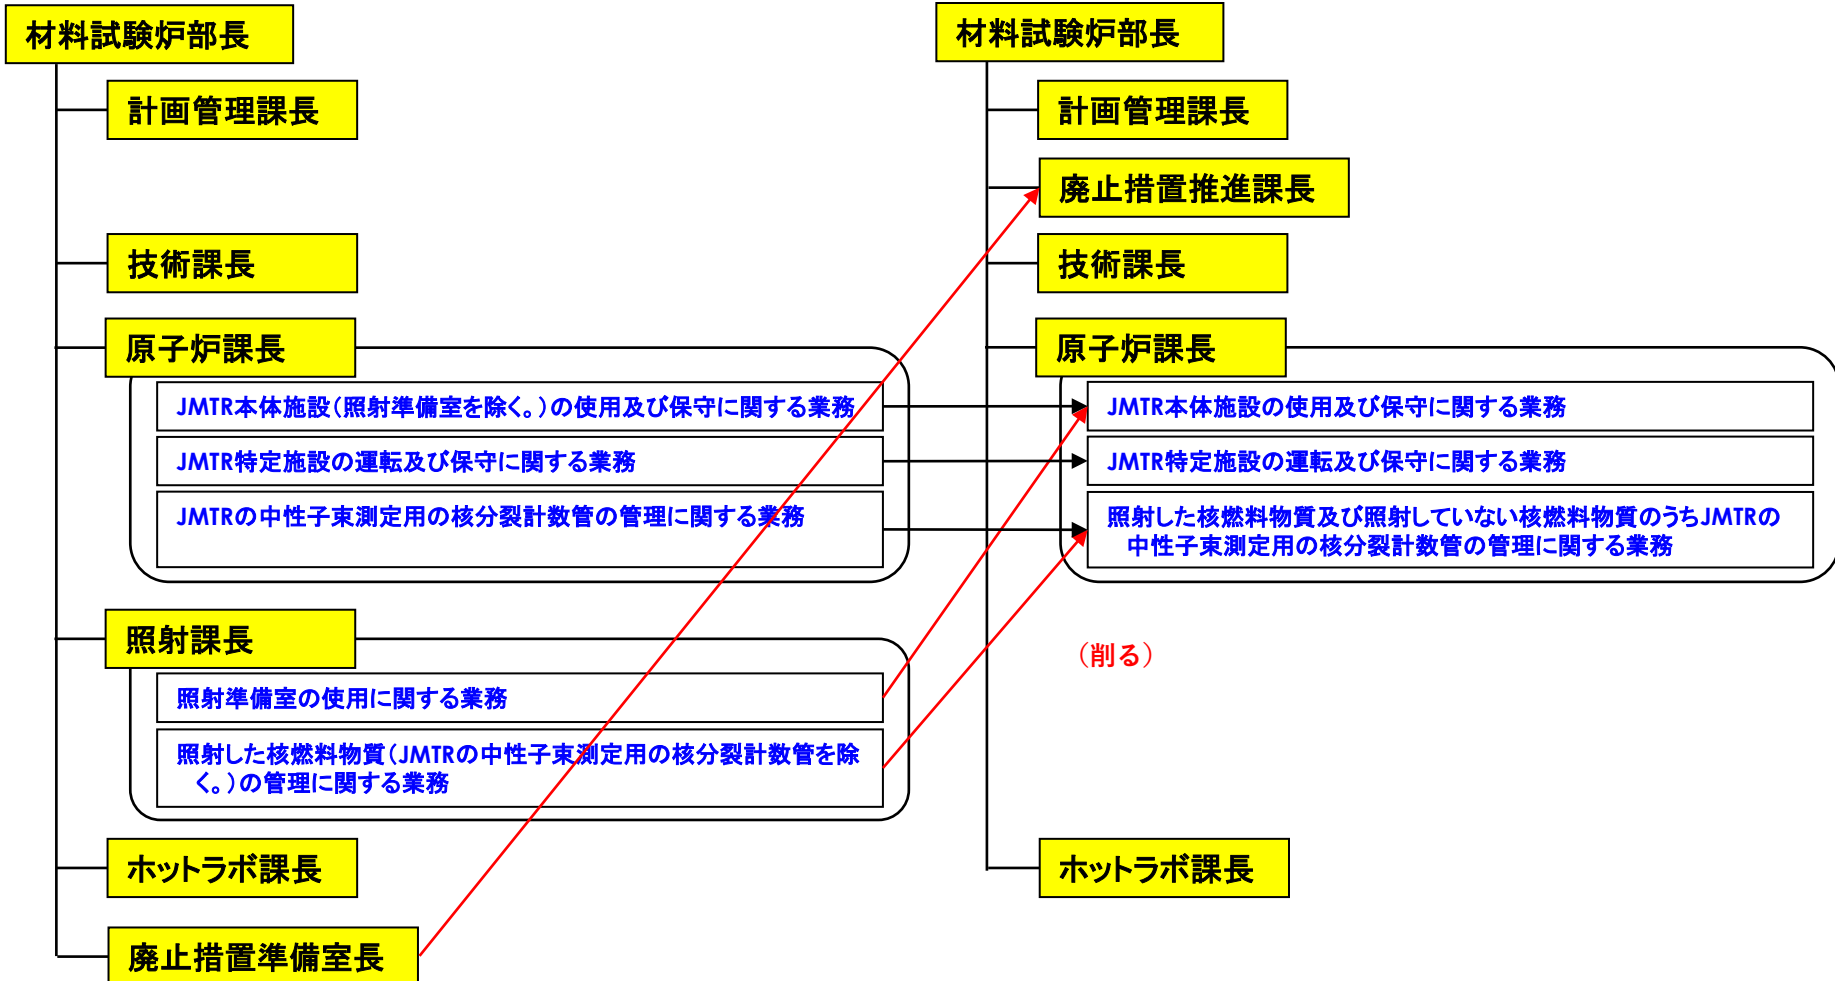 材料試験炉部長
計画管理課長
技術課長
原子炉課長
JMTR本体施設（照射準備室を除く。）の使用及び保守に関する業務
JMTR特定施設の運転及び保守に関する業務
JMTRの中性子束測定用の核分裂計数管の管理に関する業務
照射課長
照射準備室の使用に関する業務
照射した核燃料物質（JMTRの中性子束測定用の核分裂計数管を除
く。）の管理に関する業務
ホットラボ課長
廃止措置準備室長
材料試験炉部長
計画管理課長
廃止措置推進課長
技術課長
原子炉課長
JMTR本体施設の使用及び保守に関する業務
JMTR特定施設の運転及び保守に関する業務
照射した核燃料物質及び照射していない核燃料物質のうちJMTRの
中性子束測定用の核分裂計数管の管理に関する業務
（削る）
ホットラボ課長